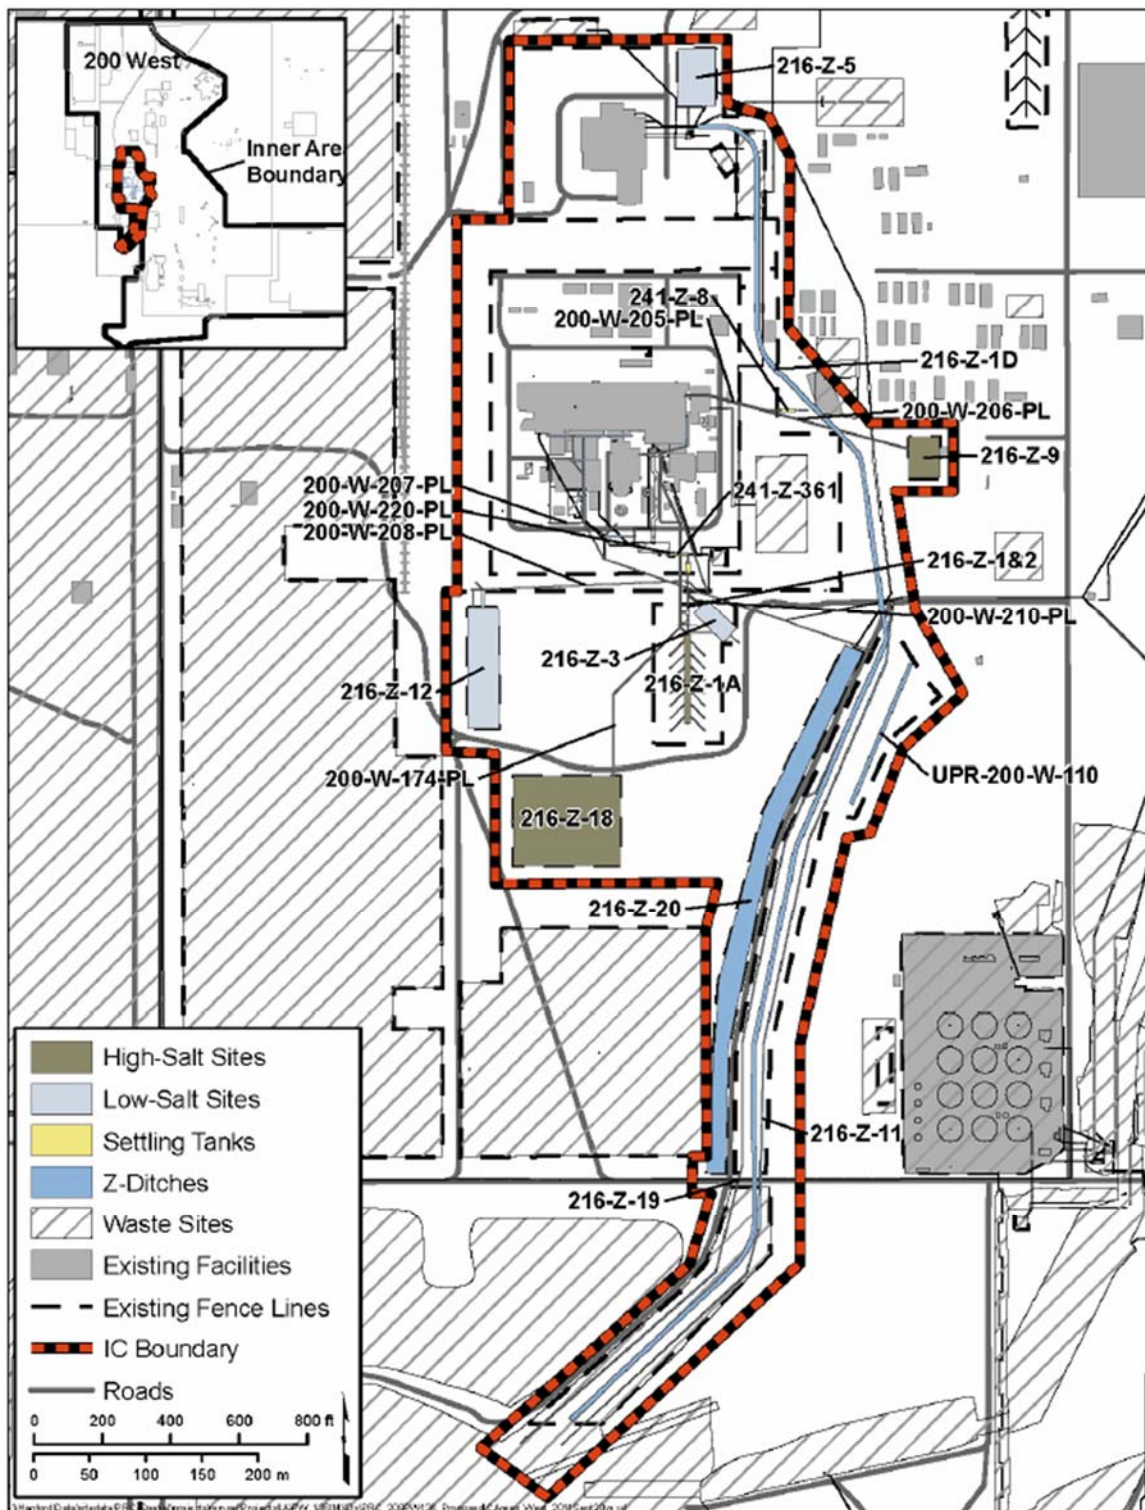 200 West
Inner Are
Boundary
216-Z-5
241-Z-8
200-W-205-PL
216-Z-1D
200-W-206-PL
216-Z-9
200-W-207-PL
241-Z-361
200-W-220-PL
200-W-208-PL
216-Z-1&2
200-W-210-PL
216-Z-3
216-Z-1A
216-Z-12
200-W-174-PL
UPR-200-W-110
216-Z-18
216-Z-20
216-Z-11
216-Z-19
High-Salt Sites
Low-Salt Sites
Settling Tanks
Z-Ditches
Waste Sites
Existing Facilities
Existing Fence Lines
IC Boundary
Roads
0 200 400 600 800 ft
0 50 100 150 200 m